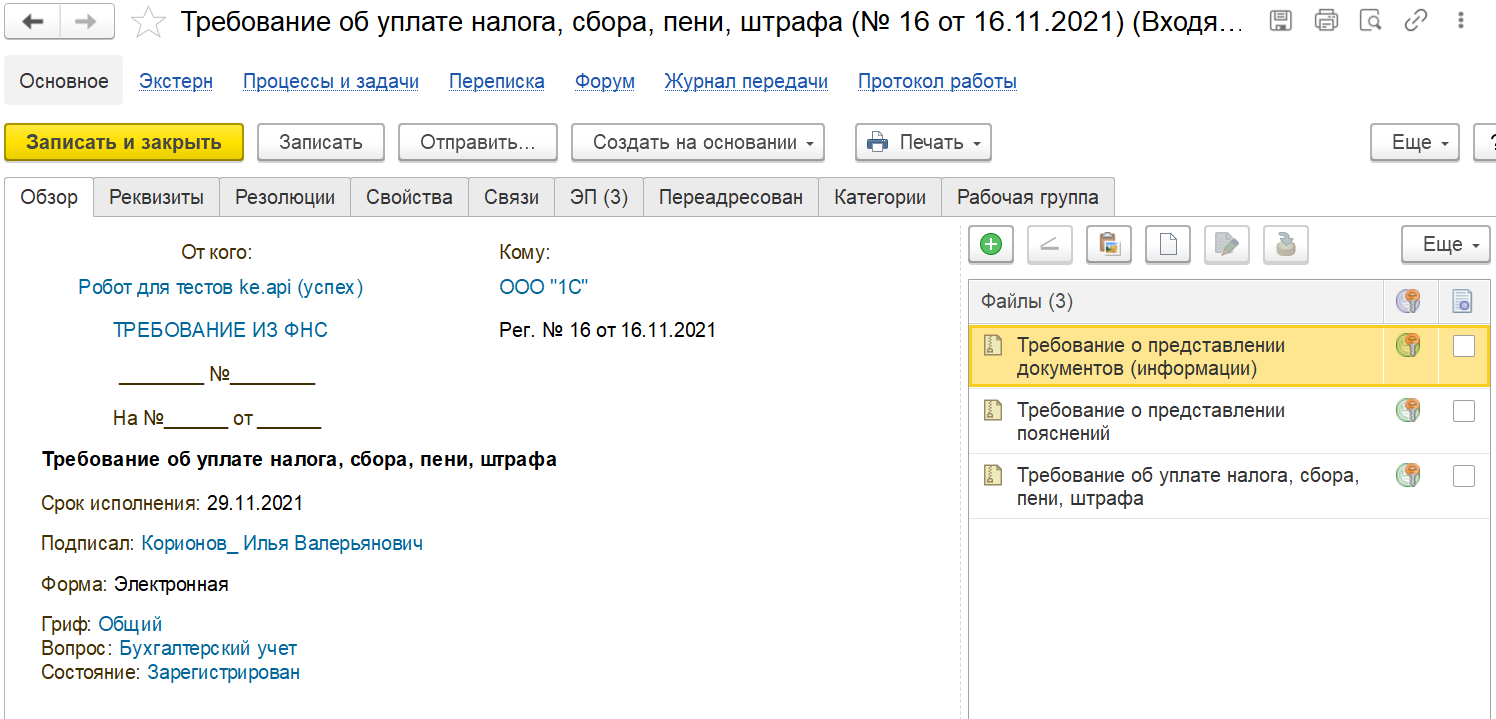 Требование об уплате налога, сбора, пени, штрафа (№ 16 от 16.11.2021) (Входя...
Основное Экстерн Процессы и задачи Переписка Форум Журнал передачи Протокол работы
Записать и закрыть Записать Отправить... Создать на основании Печать Еще ?
Обзор Реквизиты Резолюции Свойства Связи ЭП (3) Переадресован Категории Рабочая группа
От кого: Кому:
Робот для тестов ke.api (успех) ООО "1С"
ТРЕБОВАНИЕ ИЗ ФНС Рег. № 16 от 16.11.2021
________ №________
На №______ от ______
Требование об уплате налога, сбора, пени, штрафа
Срок исполнения: 29.11.2021
Подписал: Корионов_ Илья Валерьянович
Форма: Электронная
Гриф: Общий
Вопрос: Бухгалтерский учет
Состояние: Зарегистрирован
Еще
Файлы (3)
Требование о представлении
документов (информации)
Требование о представлении
пояснений
Требование об уплате налога, сбора,
пени, штрафа